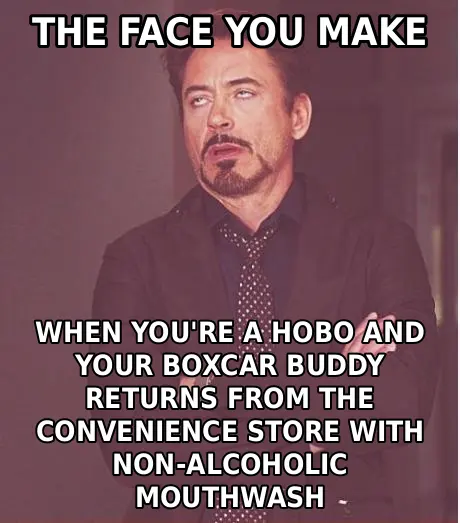 THE FACE YOU MAKE
WHEN YOU'RE A HOBO AND
YOUR BOXCAR BUDDY
RETURNS FROM THE
CONVENIENCE STORE WITH
NON-ALCOHOLIC
MOUTHWASH